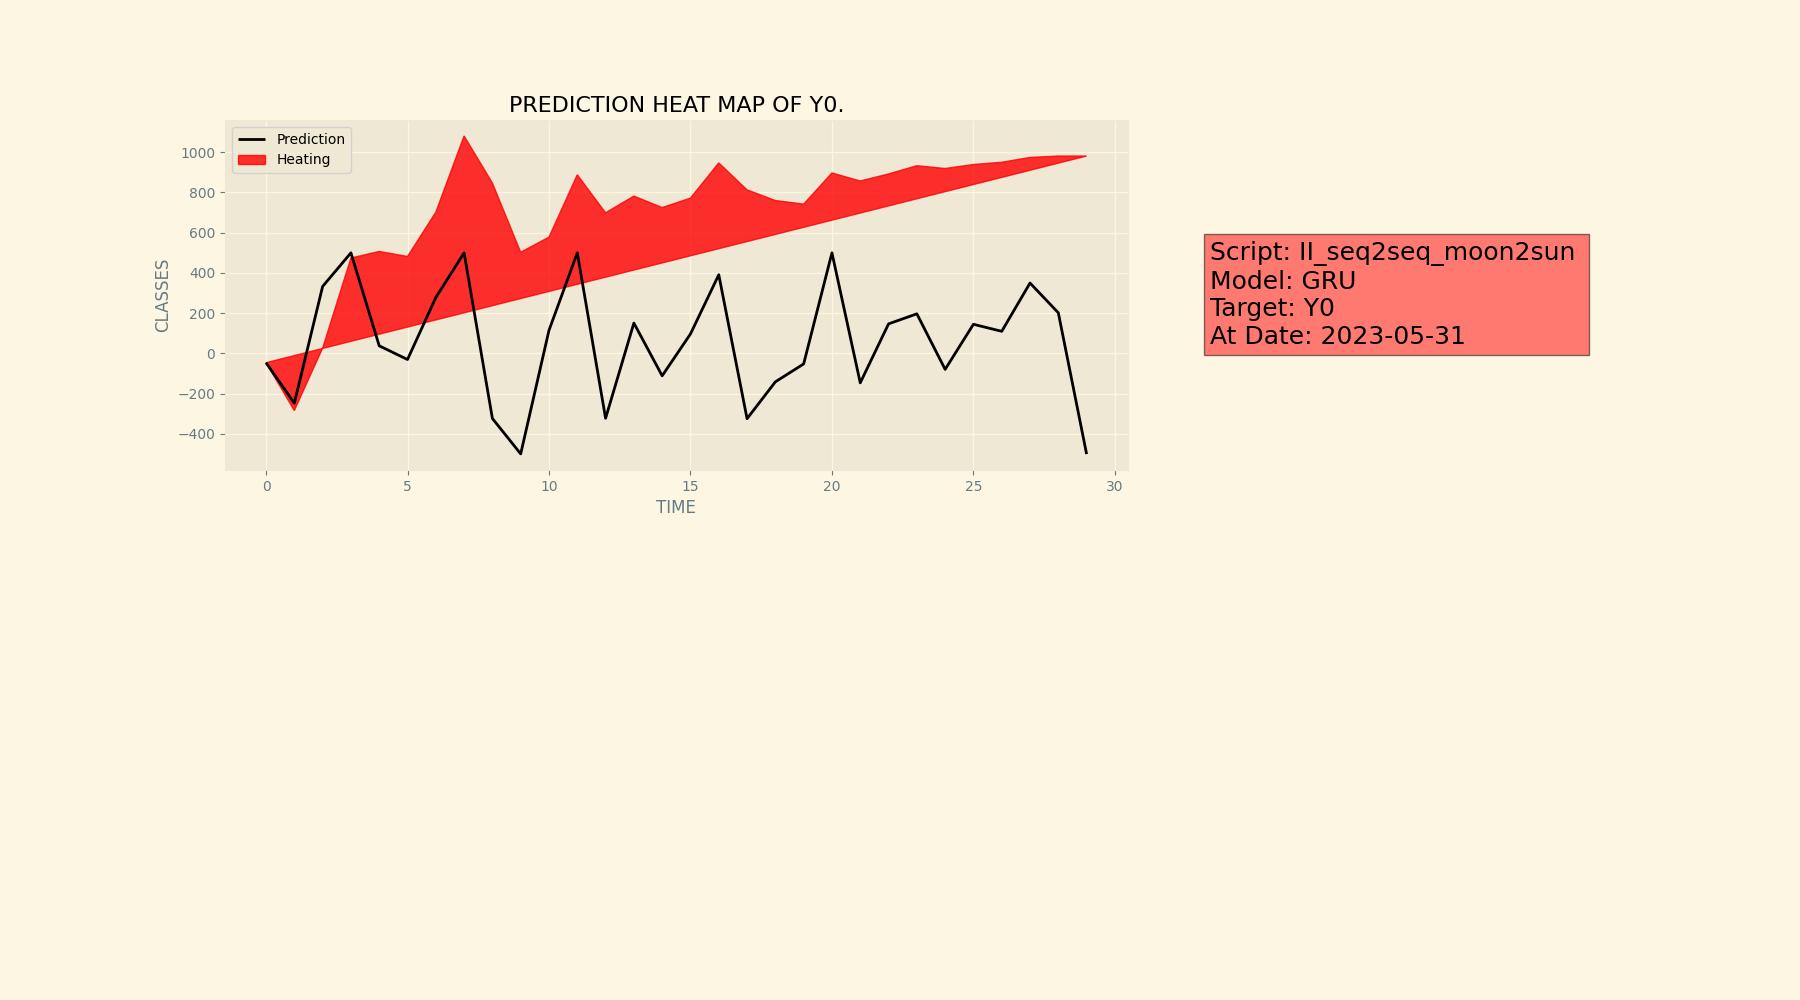 PREDICTION HEAT MAP OF Y0.
Prediction
Heating
1000
800
600
400
200
0
−200
−400
CLASSES
0 5 10 15 20 25 30
TIME
Script: II_seq2seq_moon2sun
Model: GRU
Target: Y0
At Date: 2023-05-31